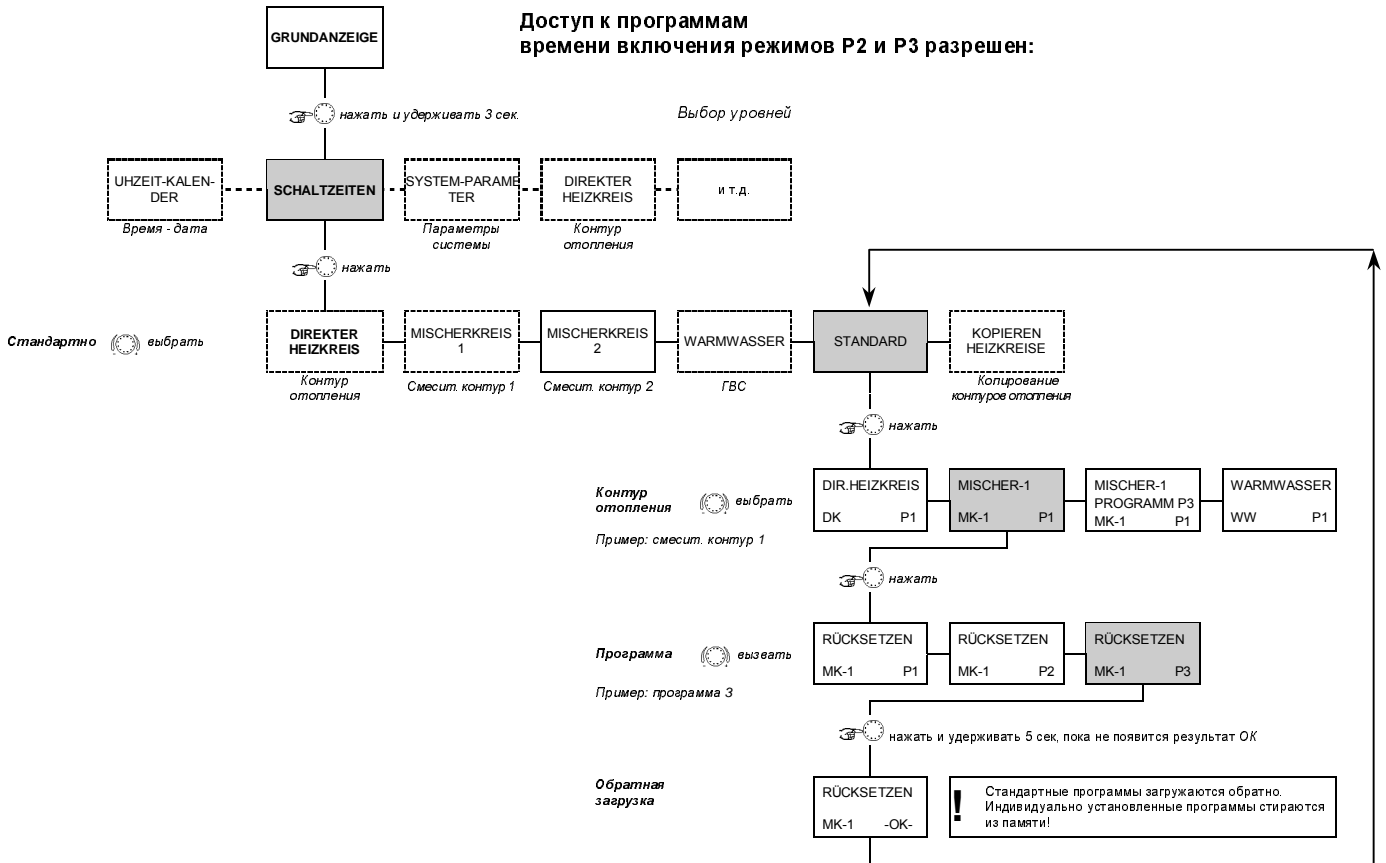 Доступ к программам
времени включения режимов Р2 и Р3 разрешен:
GRUNDANZEIGE
нажать и удерживать 3 сек.
Выбор уровней
UHZEIT-KALEN-
DER
SCHALTZEITEN
SYSTEM-PARAME
TER
DIREKTER
HEIZKREIS
и т.д.
Время - дата
Параметры
системы
Контур
отопления
нажать
Стандартно
выбрать
DIREKTER
HEIZKREIS
MISCHERKREIS
1
MISCHERKREIS
2
WARMWASSER
STANDARD
KOPIEREN
HEIZKREISE
Контур
отопления
Смесит. контур 1
Смесит. контур 2
ГВС
Копирование
контуров отопления
нажать
Контур
отопления
выбрать
Пример: смесит. контур 1
DIR.HEIZKREIS
DK P1
MISCHER-1
MK-1 P1
MISCHER-1
PROGRAMM P3
MK-1 P1
WARMWASSER
WW P1
нажать
Программа
вызвать
Пример: программа 3
RÜCKSETZEN
MK-1 P1
RÜCKSETZEN
MK-1 P2
RÜCKSETZEN
MK-1 P3
нажать и удерживать 5 сек, пока не появится результат ОК
Обратная
загрузка
RÜCKSETZEN
MK-1 -OK-
!
Стандартные программы загружаются обратно.
Индивидуально установленные программы стираются
из памяти!